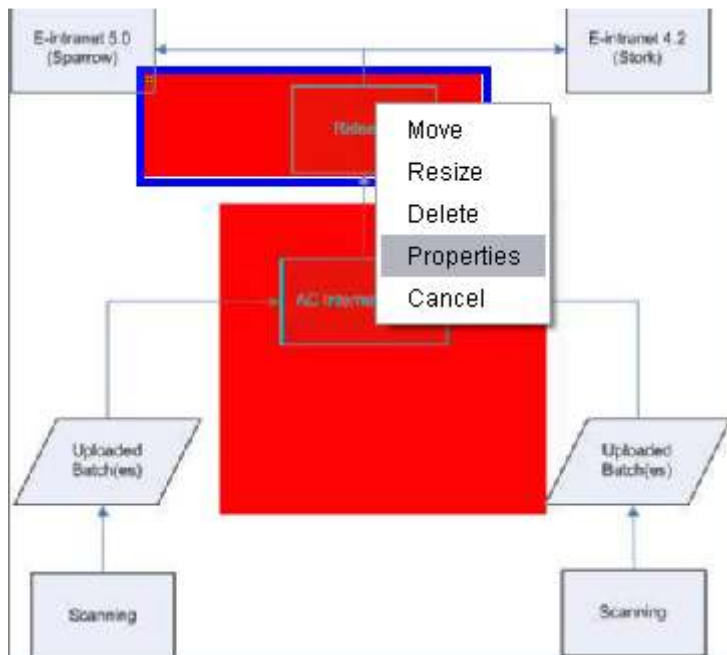 E-intranet 5.0
(Sparrow)
E-intranet 4.2
(Stork)
Move
Resize
Delete
Properties
Cancel
AC
Uploaded
Batch(es)
Uploaded
Batch(es)
Scanning
Scanning